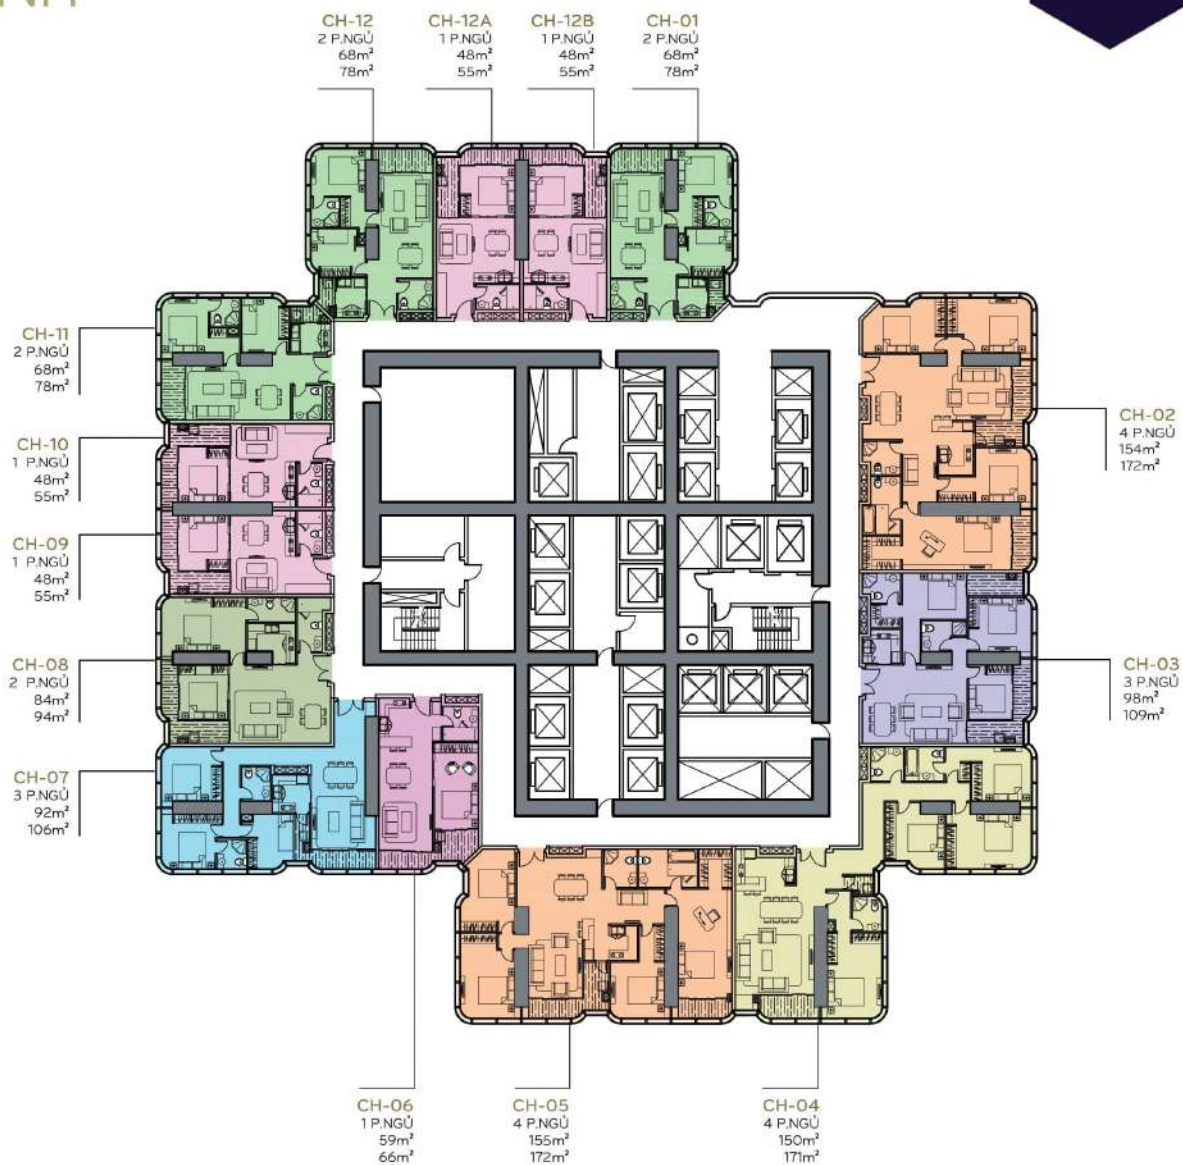 CH-12
2 P.NGỦ
68m²
78m²
CH-12A
1 P.NGỦ
48m²
55m²
CH-12B
1 P.NGỦ
48m²
55m²
CH-01
2 P.NGỦ
68m²
78m²
CH-11
2 P.NGỦ
68m²
78m²
CH-10
1 P.NGỦ
48m²
55m²
CH-09
1 P.NGỦ
48m²
55m²
CH-08
2 P.NGỦ
84m²
94m²
CH-07
3 P.NGỦ
92m²
106m²
CH-02
4 P.NGỦ
154m²
172m²
CH-03
3 P.NGỦ
98m²
109m²
CH-06
1 P.NGỦ
59m²
66m²
CH-05
4 P.NGỦ
155m²
172m²
CH-04
4 P.NGỦ
150m²
171m²